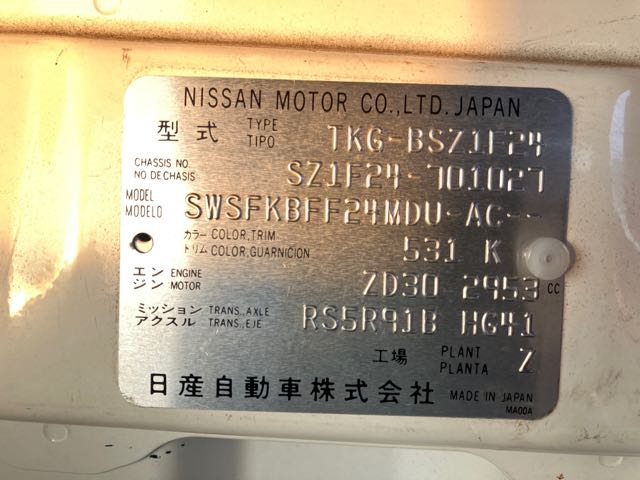 NISSAN MOTOR CO., LTD. JAPAN
型式 TYPE TIPO TKG-BSZ1F24
CHASSIS NO. NO DE CHASIS SZ1F24-701027
MODEL MODELO SWSFKBFF24MDU-AC--
カラー COLOR, TRIM トリム COLOR, GUARNICION 531 K
エンジン ENGINE MOTOR ZD30 2953 CC
ミッション TRANS., AXLE アクスル TRANS., EJE RS5R91B HG41
工場 PLANT PLANTA Z
日産自動車株式会社 MADE IN JAPAN
MA00A